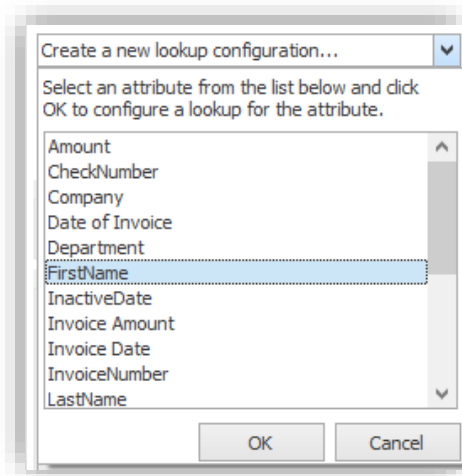 Create a new lookup configuration...
Select an attribute from the list below and click
OK to configure a lookup for the attribute.
Amount
CheckNumber
Company
Date of Invoice
Department
FirstName
InactiveDate
Invoice Amount
Invoice Date
InvoiceNumber
LastName
OK Cancel